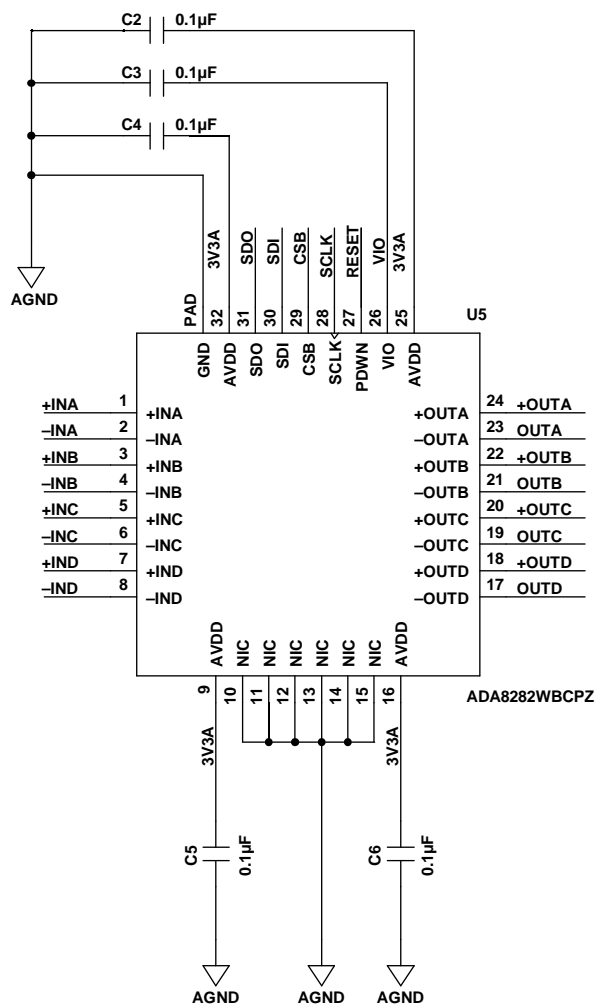 C2 0.1µF
C3 0.1µF
C4 0.1µF
AGND
PAD
32 3V3A
31 SDO
30 SDI
29 CSB
28 SCLK
27 RESET
26 VIO
25 3V3A
U5
GND
AVDD
SDO
SDI
CSB
SCLK
PDWN
VIO
AVDD
+INA 1 +INA
–INA 2 –INA
+INB 3 +INB
–INB 4 –INB
+INC 5 +INC
–INC 6 –INC
+IND 7 +IND
–IND 8 –IND
+OUTA 24 +OUTA
–OUTA 23 OUTA
+OUTB 22 +OUTB
–OUTB 21 OUTB
+OUTC 20 +OUTC
–OUTC 19 OUTC
+OUTD 18 +OUTD
–OUTD 17 OUTD
AVDD
NIC
NIC
NIC
NIC
NIC
NIC
AVDD
9
10
11
12
13
14
15
16
ADA8282WBCPZ
3V3A
3V3A
C5 0.1µF
C6 0.1µF
AGND
AGND
AGND